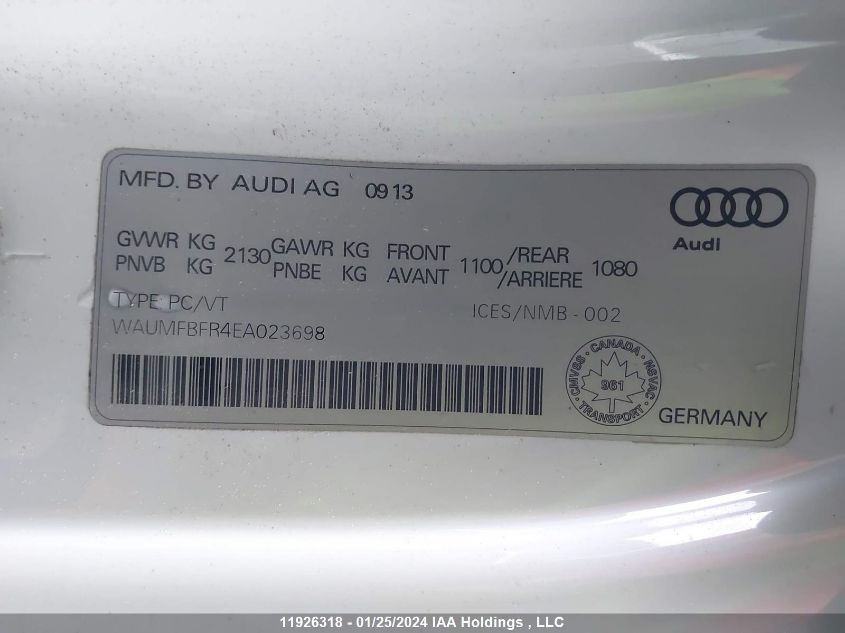 MFD. BY AUDI AG 0913
Audi
GVWR KG 2130 GAWR KG FRONT 1100 /REAR 1080
PNVB KG PNBE KG AVANT /ARRIERE
TYPE: PC/VT ICES/NMB-002
WAUMFBFR4EA023698
CMVSS - CANADA - NSVAC
961
TRANSPORT
GERMANY
11926318 - 01/25/2024 IAA Holdings , LLC